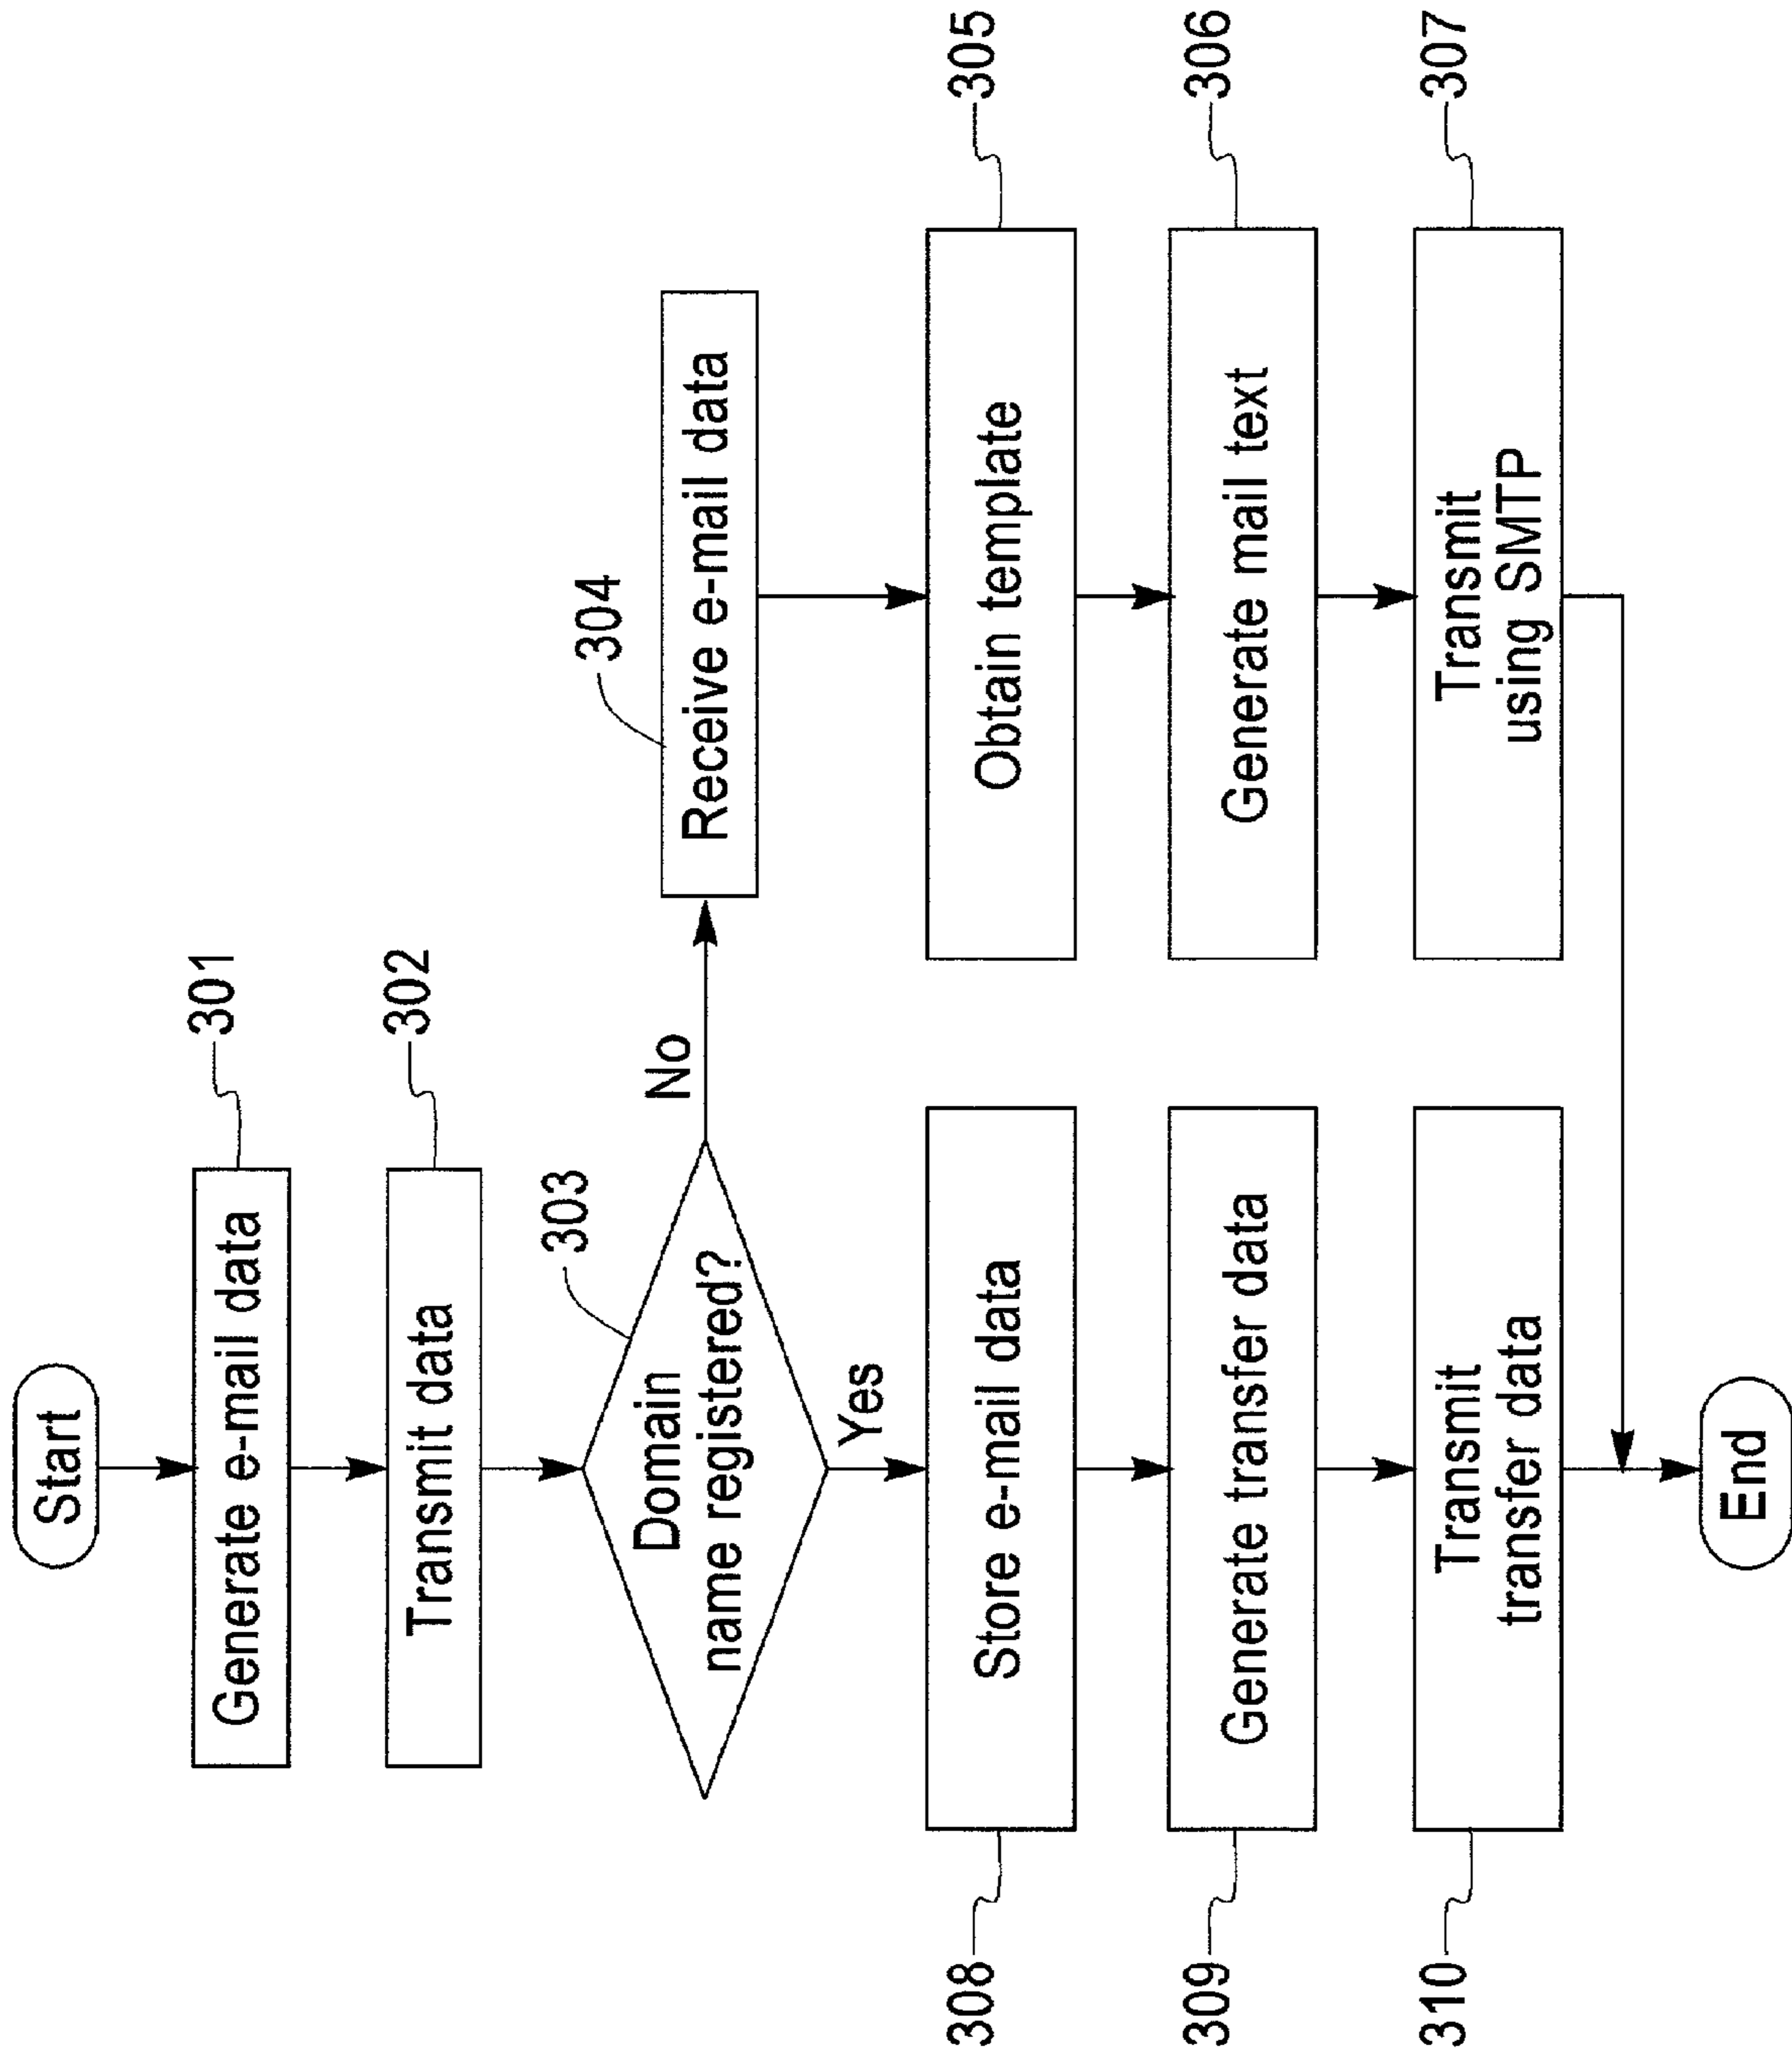 Start
Generate e-mail data
301
Transmit data
302
Domain
name registered?
303
No
Yes
304
Receive e-mail data
Obtain template
305
Generate mail text
306
Transmit
using SMTP
307
Store e-mail data
308
Generate transfer data
309
Transmit
transfer data
310
End